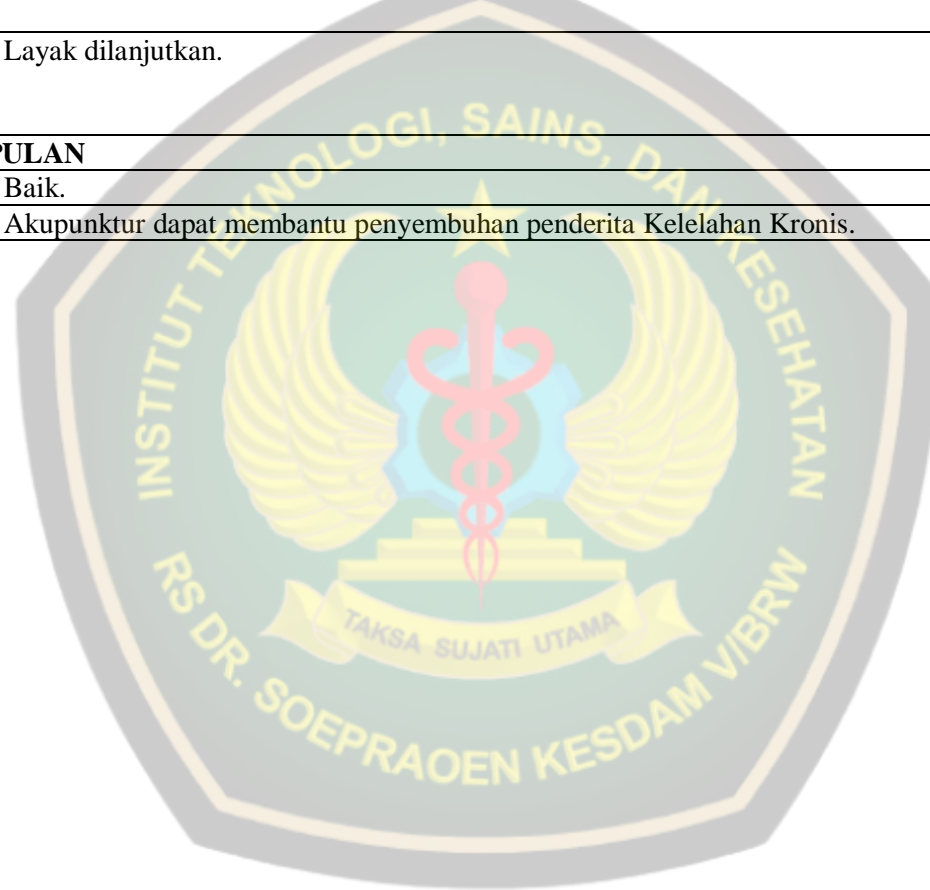 Layak dilanjutkan.
PULAN
Baik.
Akupunktur dapat membantu penyembuhan penderita Kelelahan Kronis.
INSTITUT TEKNOLOGI, SAINS, DAN KESEHATAN
TAKSA SUJATI UTAMA
RS DR. SOEPRAOEN KESDAM V/BRW